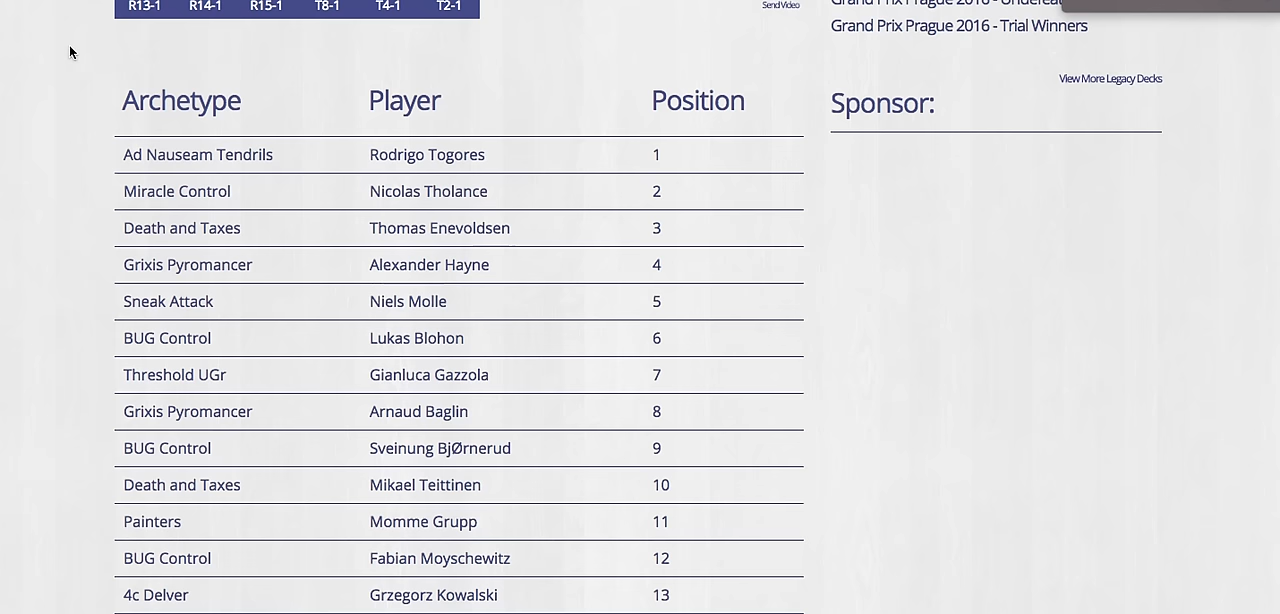 R13-1 R14-1 R15-1 T8-1 T4-1 T2-1
Send Video
Grand Prix Prague 2016 - Trial Winners
View More Legacy Decks
Sponsor:
Archetype Player Position
Ad Nauseam Tendrils Rodrigo Togores 1
Miracle Control Nicolas Tholance 2
Death and Taxes Thomas Enevoldsen 3
Grixis Pyromancer Alexander Hayne 4
Sneak Attack Niels Molle 5
BUG Control Lukas Blohon 6
Threshold UGr Gianluca Gazzola 7
Grixis Pyromancer Arnaud Baglin 8
BUG Control Sveinung BjØrnerud 9
Death and Taxes Mikael Teittinen 10
Painters Momme Grupp 11
BUG Control Fabian Moyschewitz 12
4c Delver Grzegorz Kowalski 13